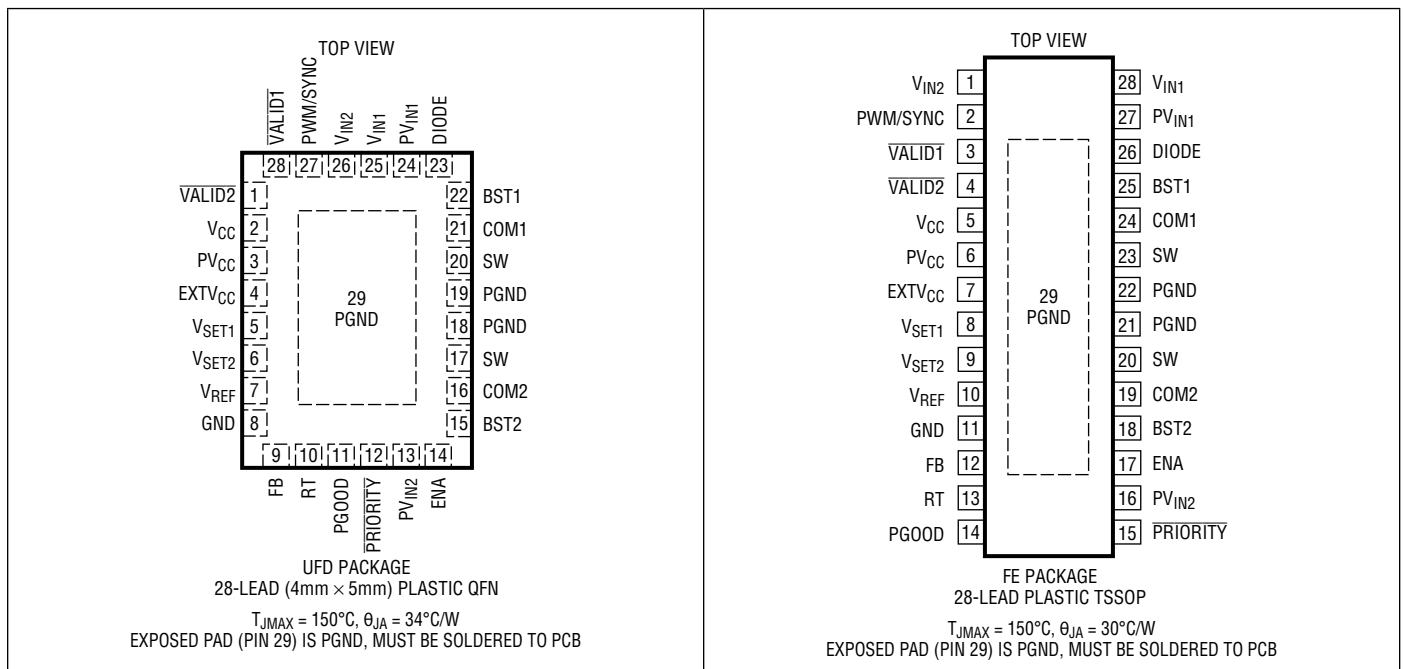 TOP VIEW
VALID1
PWM/SYNC
VIN2
VIN1
PVIN1
DIODE
28 27 26 25 24 23
VALID2 1 22 BST1
VCC 2 21 COM1
PVCC 3 20 SW
EXTVCC 4 19 PGND
VSET1 5 18 PGND
VSET2 6 17 SW
VREF 7 16 COM2
GND 8 15 BST2
29
PGND
9 10 11 12 13 14
FB
RT
PGOOD
PRIORITY
PVIN2
ENA
UFD PACKAGE
28-LEAD (4mm × 5mm) PLASTIC QFN
TJMAX = 150°C, θJA = 34°C/W
EXPOSED PAD (PIN 29) IS PGND, MUST BE SOLDERED TO PCB
TOP VIEW
VIN2 1 28 VIN1
PWM/SYNC 2 27 PVIN1
VALID1 3 26 DIODE
VALID2 4 25 BST1
VCC 5 24 COM1
PVCC 6 23 SW
EXTVCC 7 22 PGND
VSET1 8 21 PGND
VSET2 9 20 SW
VREF 10 19 COM2
GND 11 18 BST2
FB 12 17 ENA
RT 13 16 PVIN2
PGOOD 14 15 PRIORITY
29
PGND
FE PACKAGE
28-LEAD PLASTIC TSSOP
TJMAX = 150°C, θJA = 30°C/W
EXPOSED PAD (PIN 29) IS PGND, MUST BE SOLDERED TO PCB